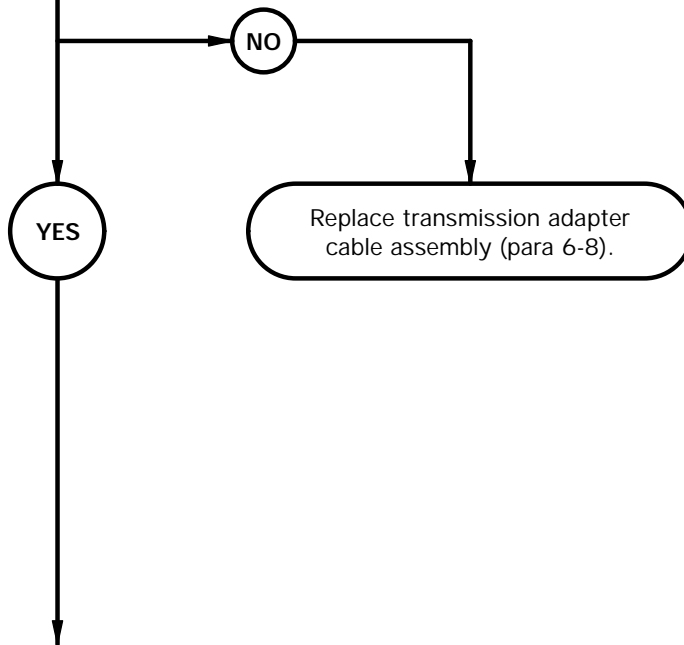 NO
YES
Replace transmission adapter
cable assembly (para 6-8).